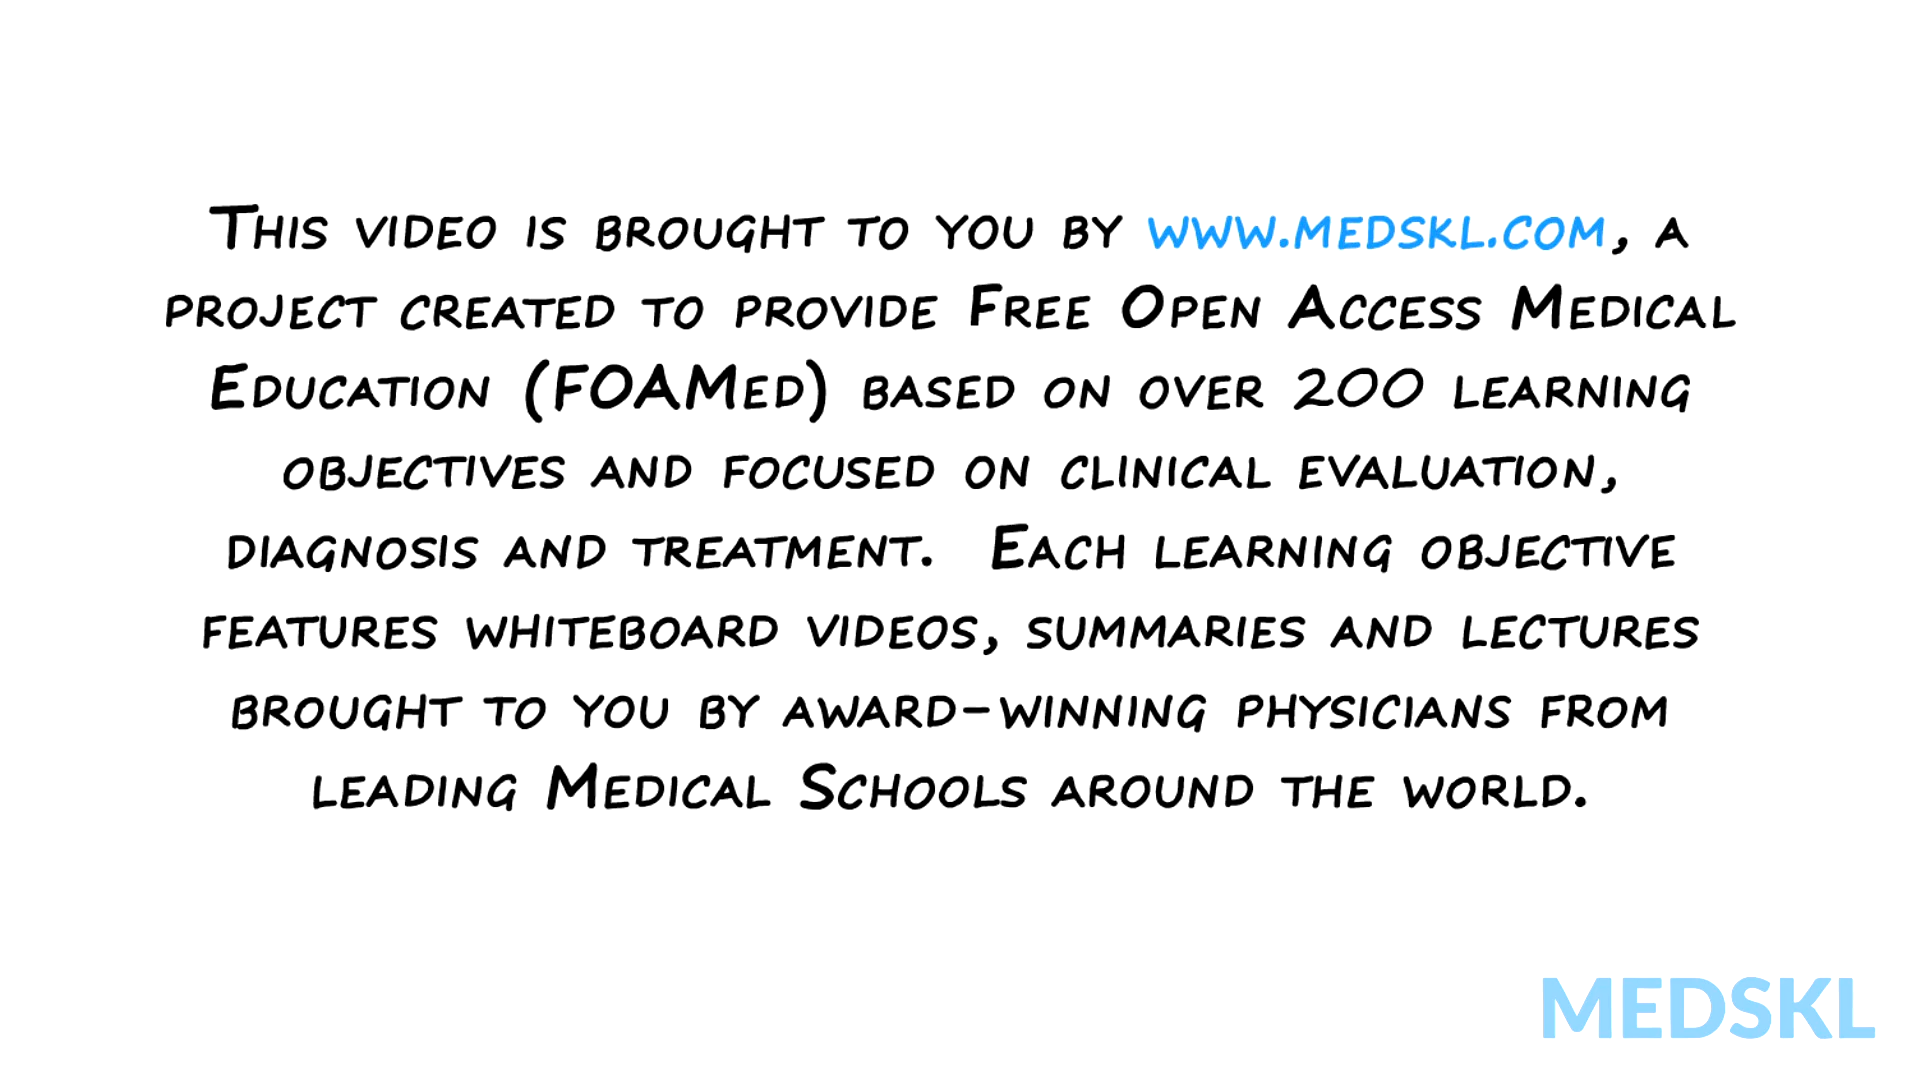 This video is brought to you by www.medskl.com, a
project created to provide Free Open Access Medical
Education (FOAMed) based on over 200 learning
objectives and focused on clinical evaluation,
diagnosis and treatment.  Each learning objective
features whiteboard videos, summaries and lectures
brought to you by award-winning physicians from
leading Medical Schools around the world.
MEDSKL